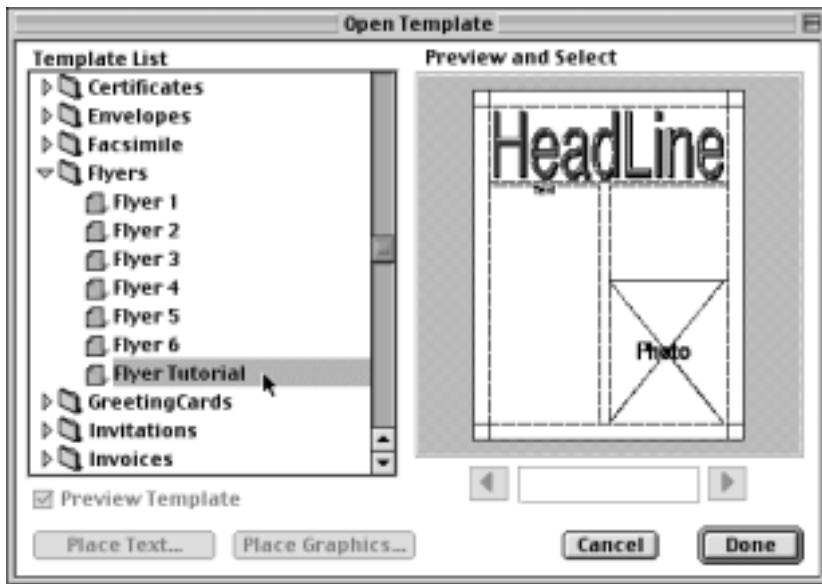 Open Template
Template List
Certificates
Envelopes
Facsimile
Flyers
Flyer 1
Flyer 2
Flyer 3
Flyer 4
Flyer 5
Flyer 6
Flyer Tutorial
GreetingCards
Invitations
Invoices
Preview Template
Place Text...
Place Graphics...
Preview and Select
HeadLine
Text
Photo
Cancel
Done